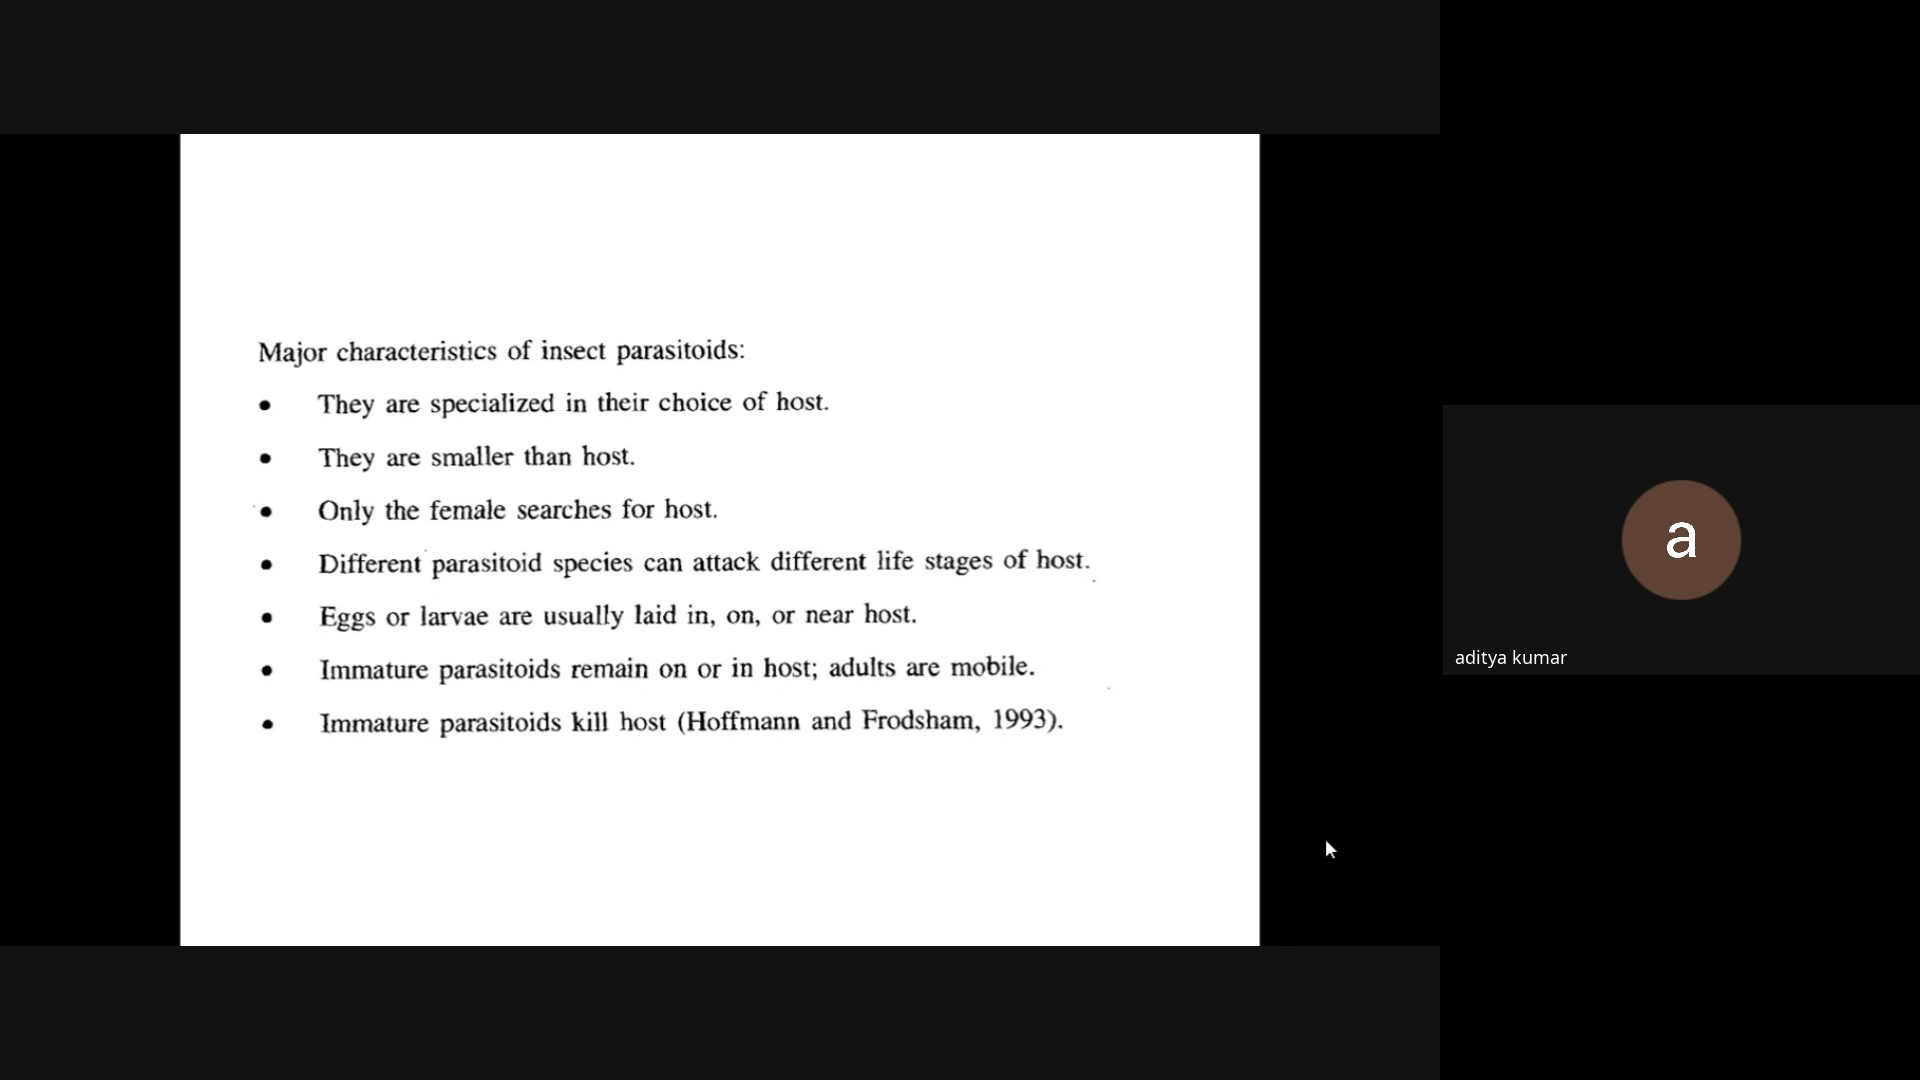 Major characteristics of insect parasitoids:
• They are specialized in their choice of host.
• They are smaller than host.
• Only the female searches for host.
• Different parasitoid species can attack different life stages of host.
• Eggs or larvae are usually laid in, on, or near host.
• Immature parasitoids remain on or in host; adults are mobile.
• Immature parasitoids kill host (Hoffmann and Frodsham, 1993).
a
aditya kumar